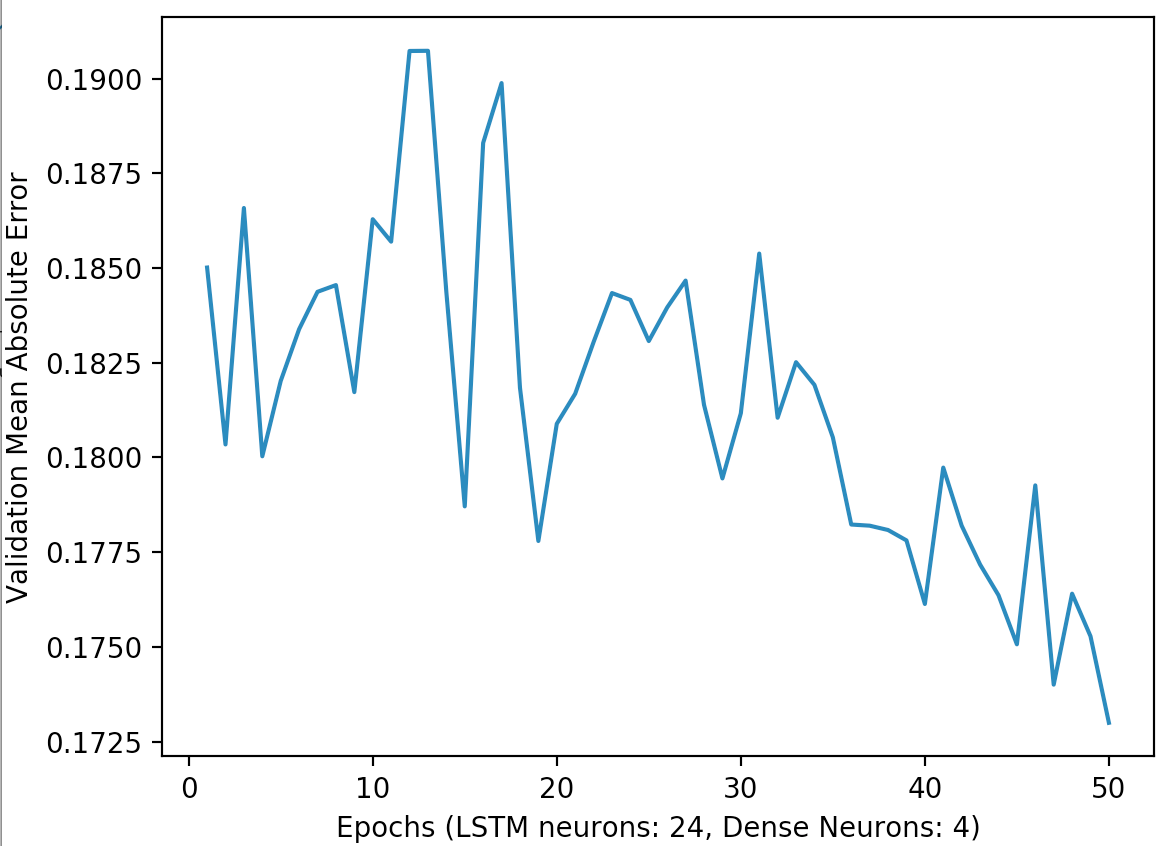 0.1900
0.1875
0.1850
0.1825
0.1800
0.1775
0.1750
0.1725
Validation Mean Absolute Error
0 10 20 30 40 50
Epochs (LSTM neurons: 24, Dense Neurons: 4)